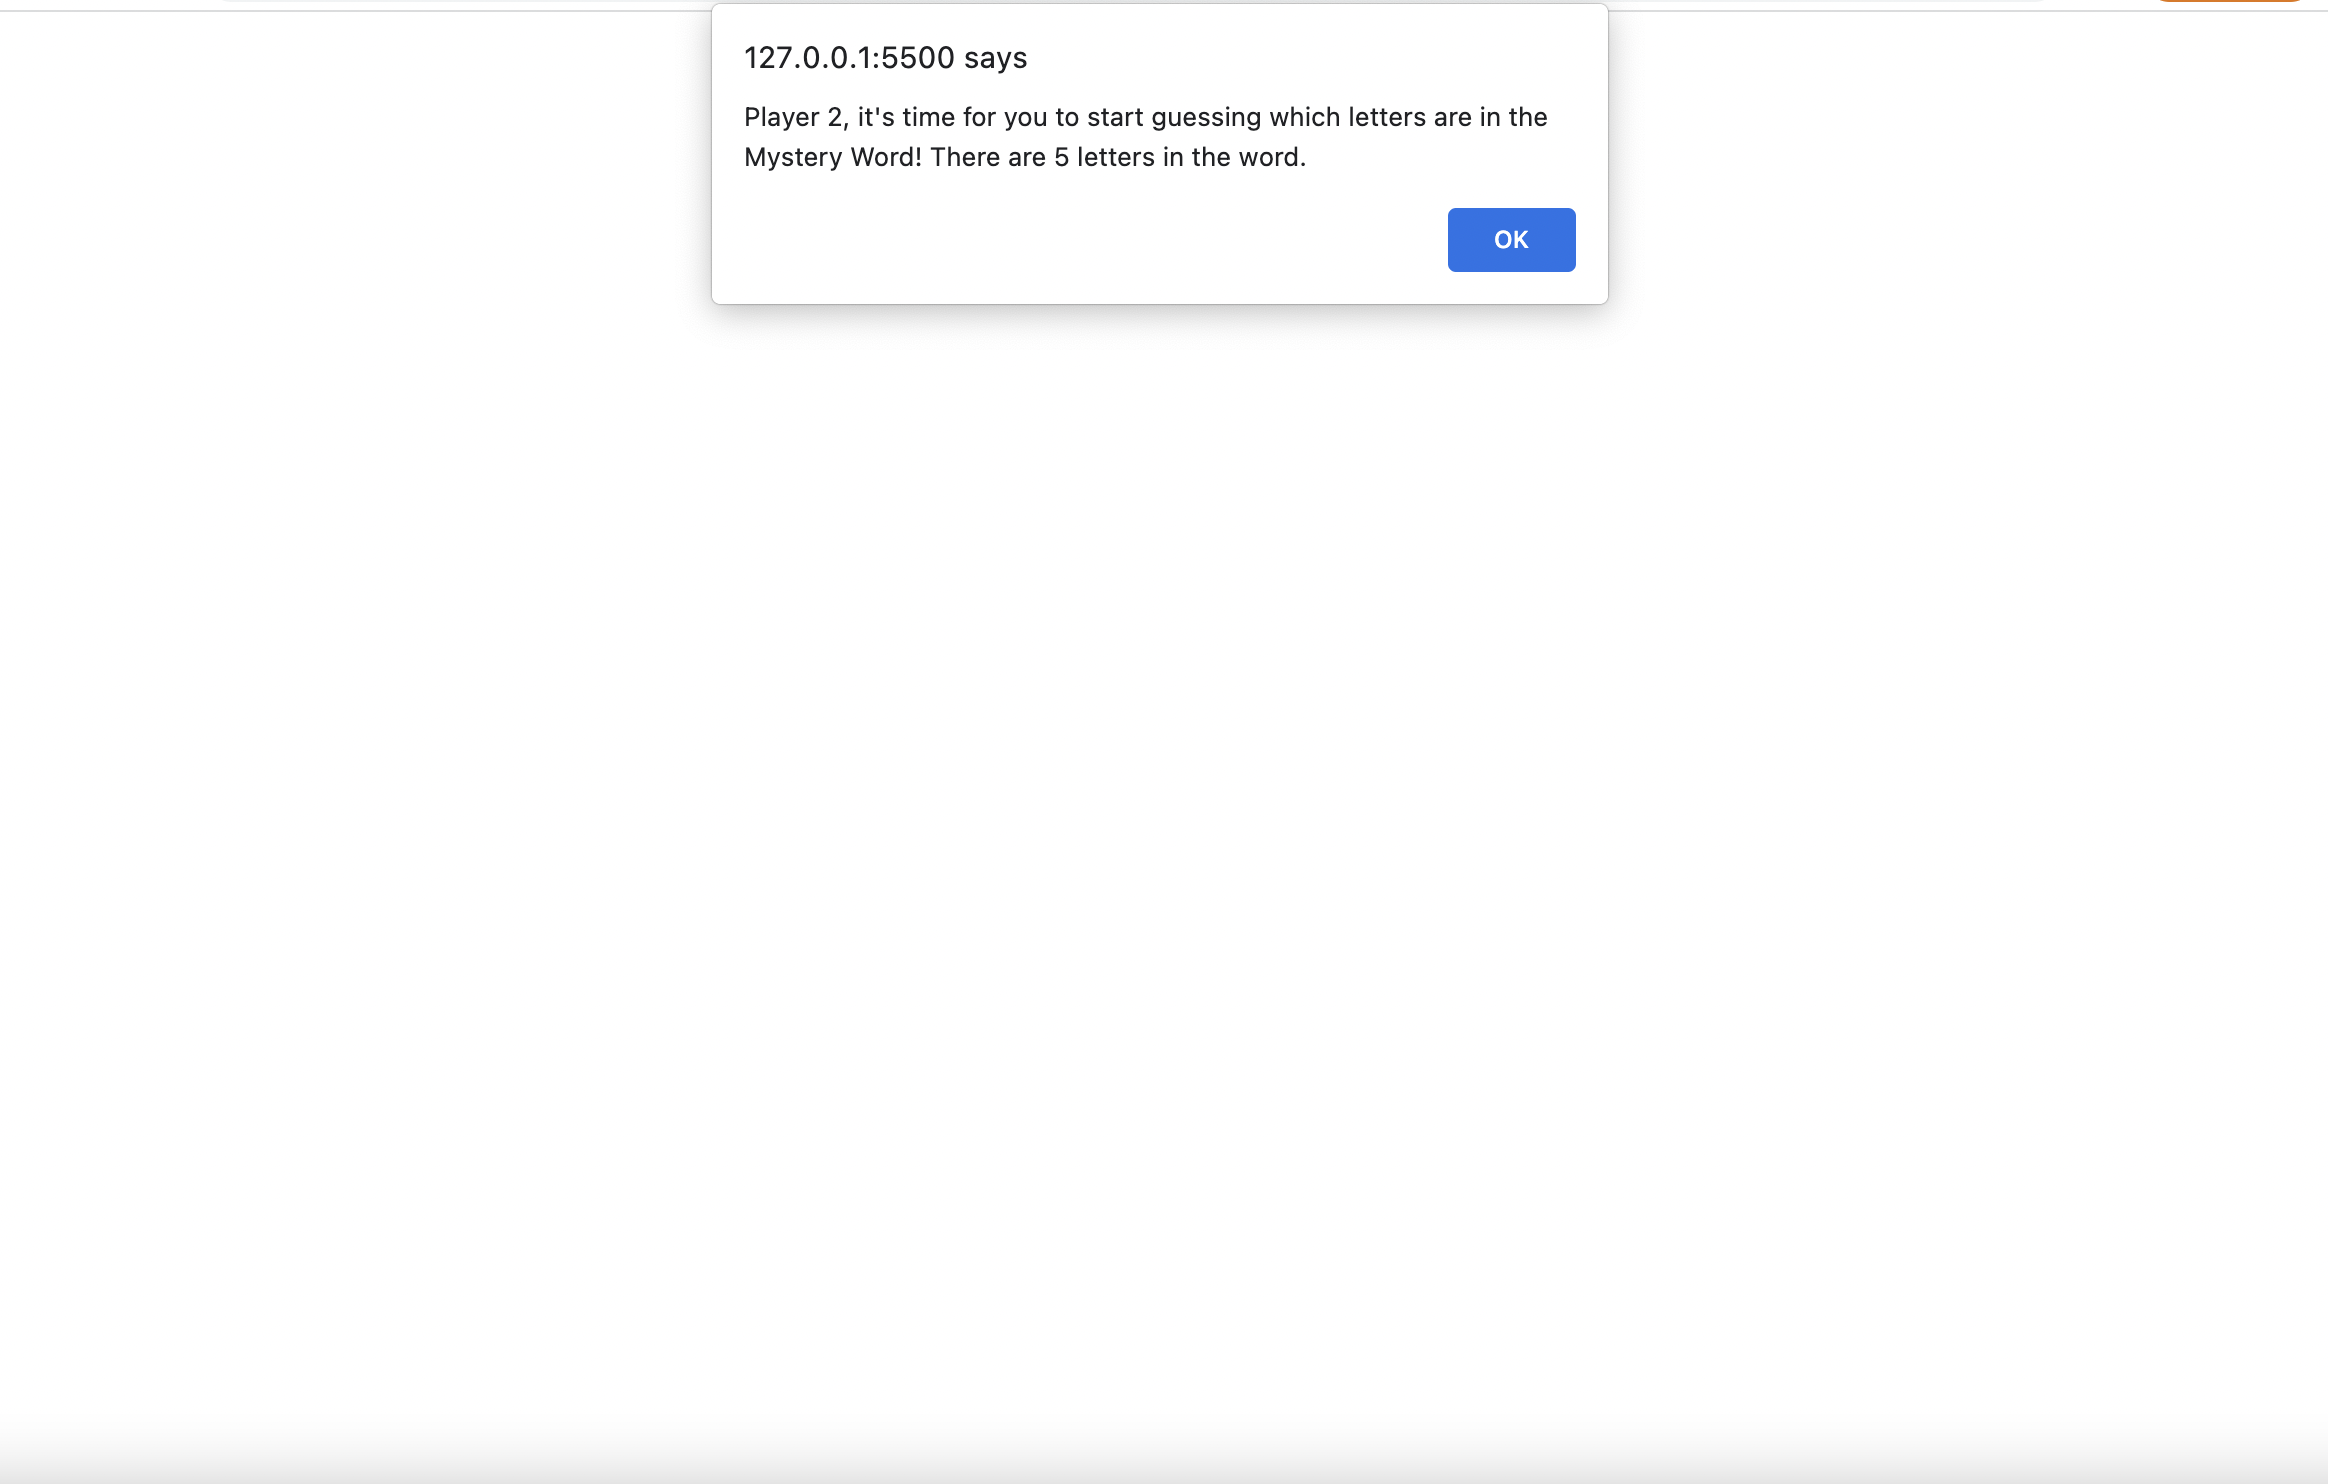 127.0.0.1:5500 says
Player 2, it's time for you to start guessing which letters are in the
Mystery Word! There are 5 letters in the word.
OK